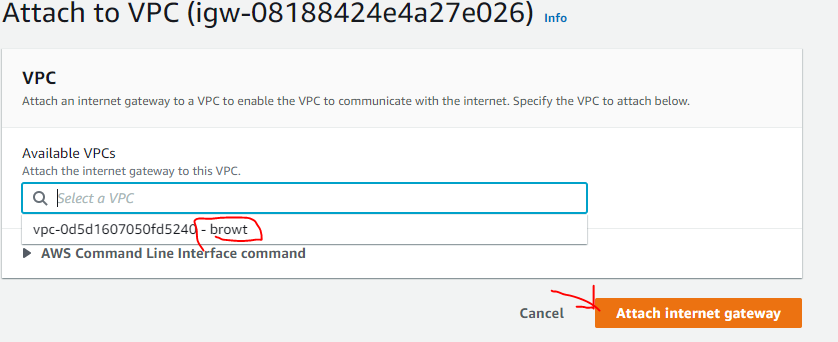 Attach to VPC (igw-08188424e4a27e026) Info
VPC
Attach an internet gateway to a VPC to enable the VPC to communicate with the internet. Specify the VPC to attach below.
Available VPCs
Attach the internet gateway to this VPC.
Select a VPC
vpc-0d5d1607050fd5240 - browt
AWS Command Line Interface command
Cancel
Attach internet gateway